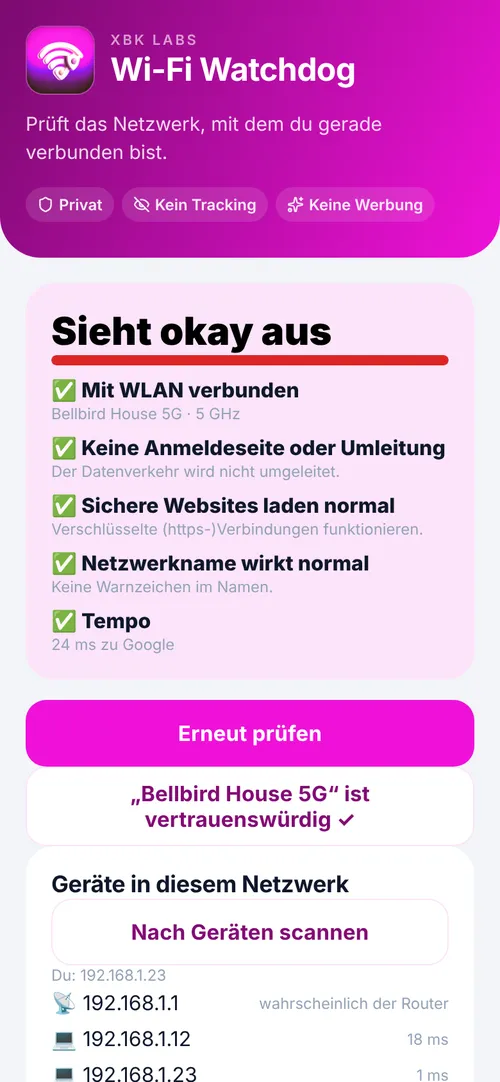 XBK LABS
Wi-Fi Watchdog
Prüft das Netzwerk, mit dem du gerade
verbunden bist.
Privat
Kein Tracking
Keine Werbung
Sieht okay aus
✅ Mit WLAN verbunden
Bellbird House 5G · 5 GHz
✅ Keine Anmeldeseite oder Umleitung
Der Datenverkehr wird nicht umgeleitet.
✅ Sichere Websites laden normal
Verschlüsselte (https-)Verbindungen funktionieren.
✅ Netzwerkname wirkt normal
Keine Warnzeichen im Namen.
✅ Tempo
24 ms zu Google
Erneut prüfen
„Bellbird House 5G“ ist
vertrauenswürdig ✓
Geräte in diesem Netzwerk
Nach Geräten scannen
Du: 192.168.1.23
192.168.1.1 wahrscheinlich der Router
192.168.1.12 18 ms
192.168.1.23 1 ms